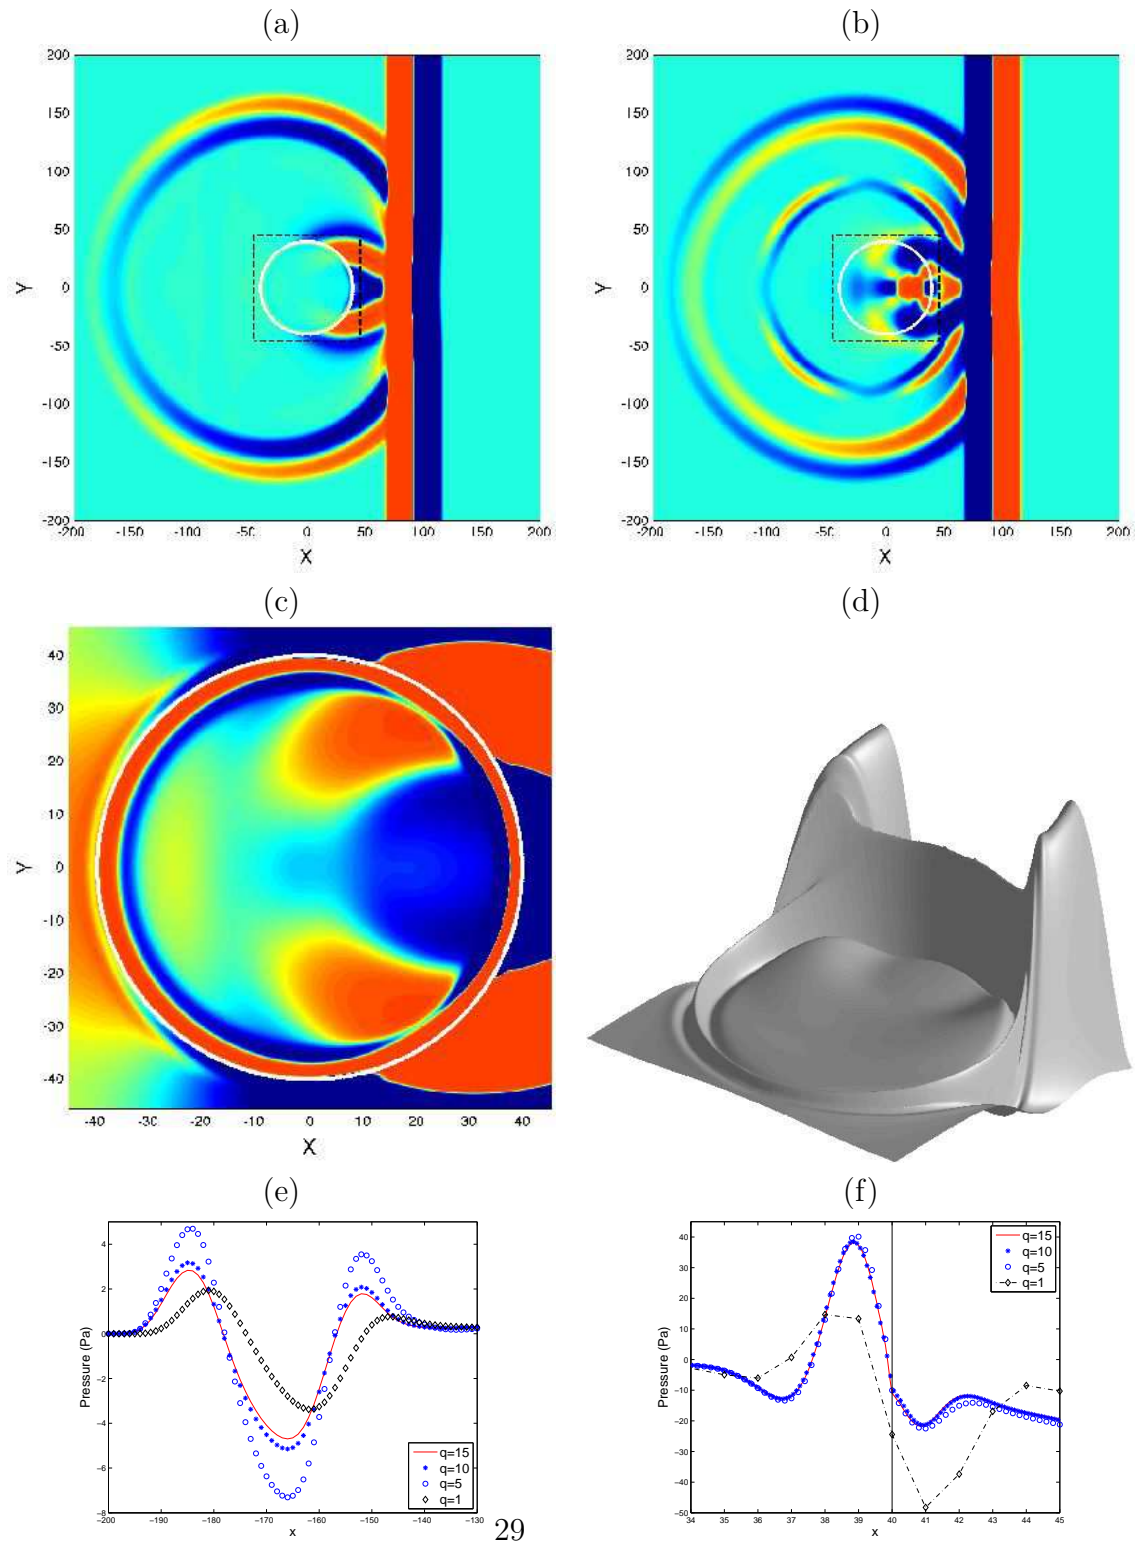 (a)
(b)
200
150
100
50
0
-50
-100
-150
-200
Y
-200 -150 -100 -50 0 50 100 150 200
X
200
150
100
50
0
-50
-100
-150
-200
Y
-200 -150 -100 -50 0 50 100 150 200
X
(c)
(d)
40
30
20
10
0
-10
-20
-30
-40
Y
-40 -30 -20 -10 0 10 20 30 40
X
(e)
(f)
Pressure (Pa)
4
2
0
-2
-4
-6
-8
q=15
q=10
q=5
q=1
-200 -190 -180 -170 -160 -150 -140 -130
x
Pressure (Pa)
40
30
20
10
0
-10
-20
-30
-40
-50
q=15
q=10
q=5
q=1
34 35 36 37 38 39 40 41 42 43 44 45
x
29